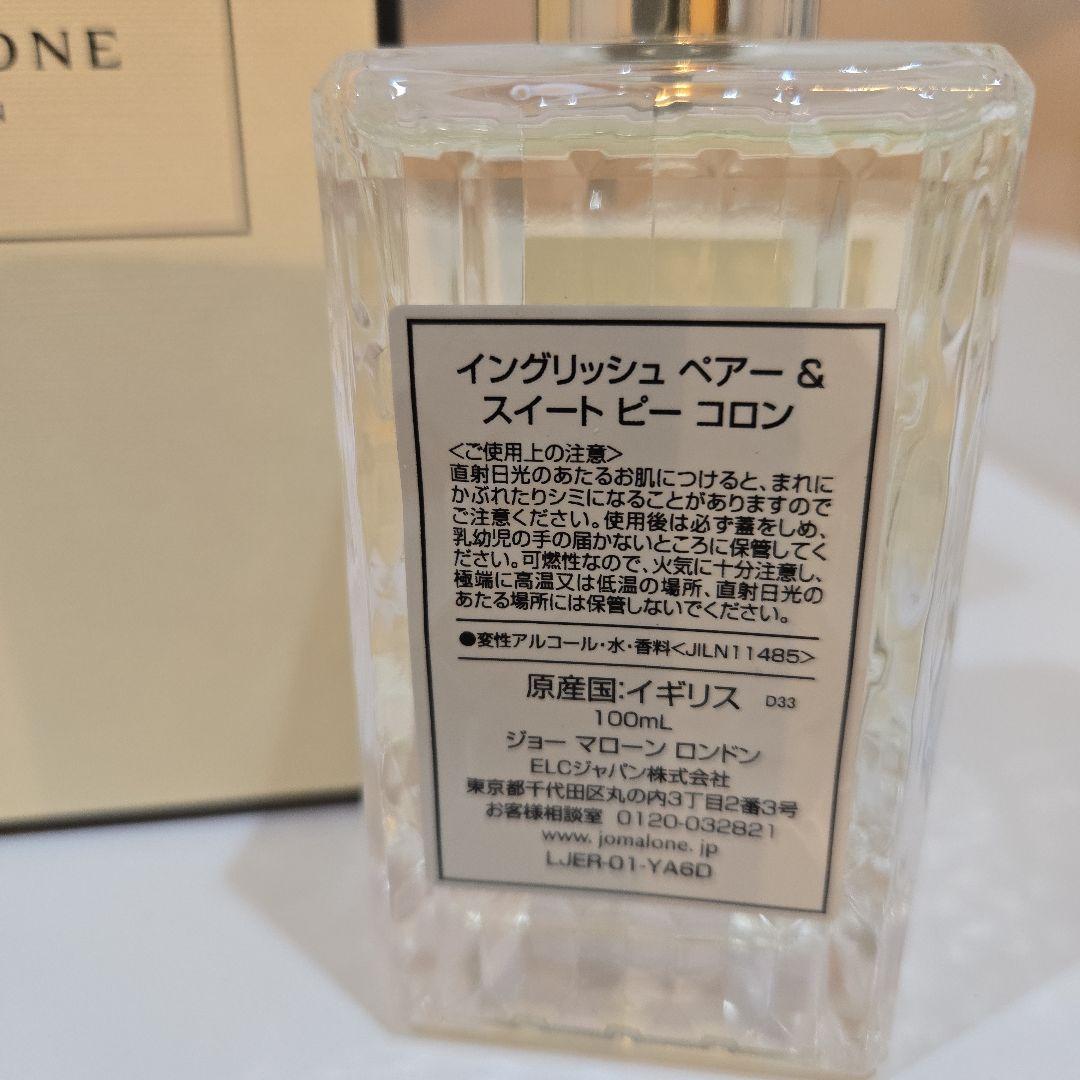 ONE
N
イングリッシュ ペアー &
スイート ピー コロン
<ご使用上の注意>
直射日光のあたるお肌につけると、まれに
かぶれたりシミになることがありますので
ご注意ください。使用後は必ず蓋をしめ、
乳幼児の手の届かないところに保管してく
ださい。可燃性なので、火気に十分注意し、
極端に高温又は低温の場所、直射日光の
あたる場所には保管しないでください。
●変性アルコール・水・香料<JILN11485>
原産国:イギリス D33
100mL
ジョー マローン ロンドン
ELCジャパン株式会社
東京都千代田区丸の内3丁目2番3号
お客様相談室 0120-032821
www. jomalone. jp
LJER-01-YA6D